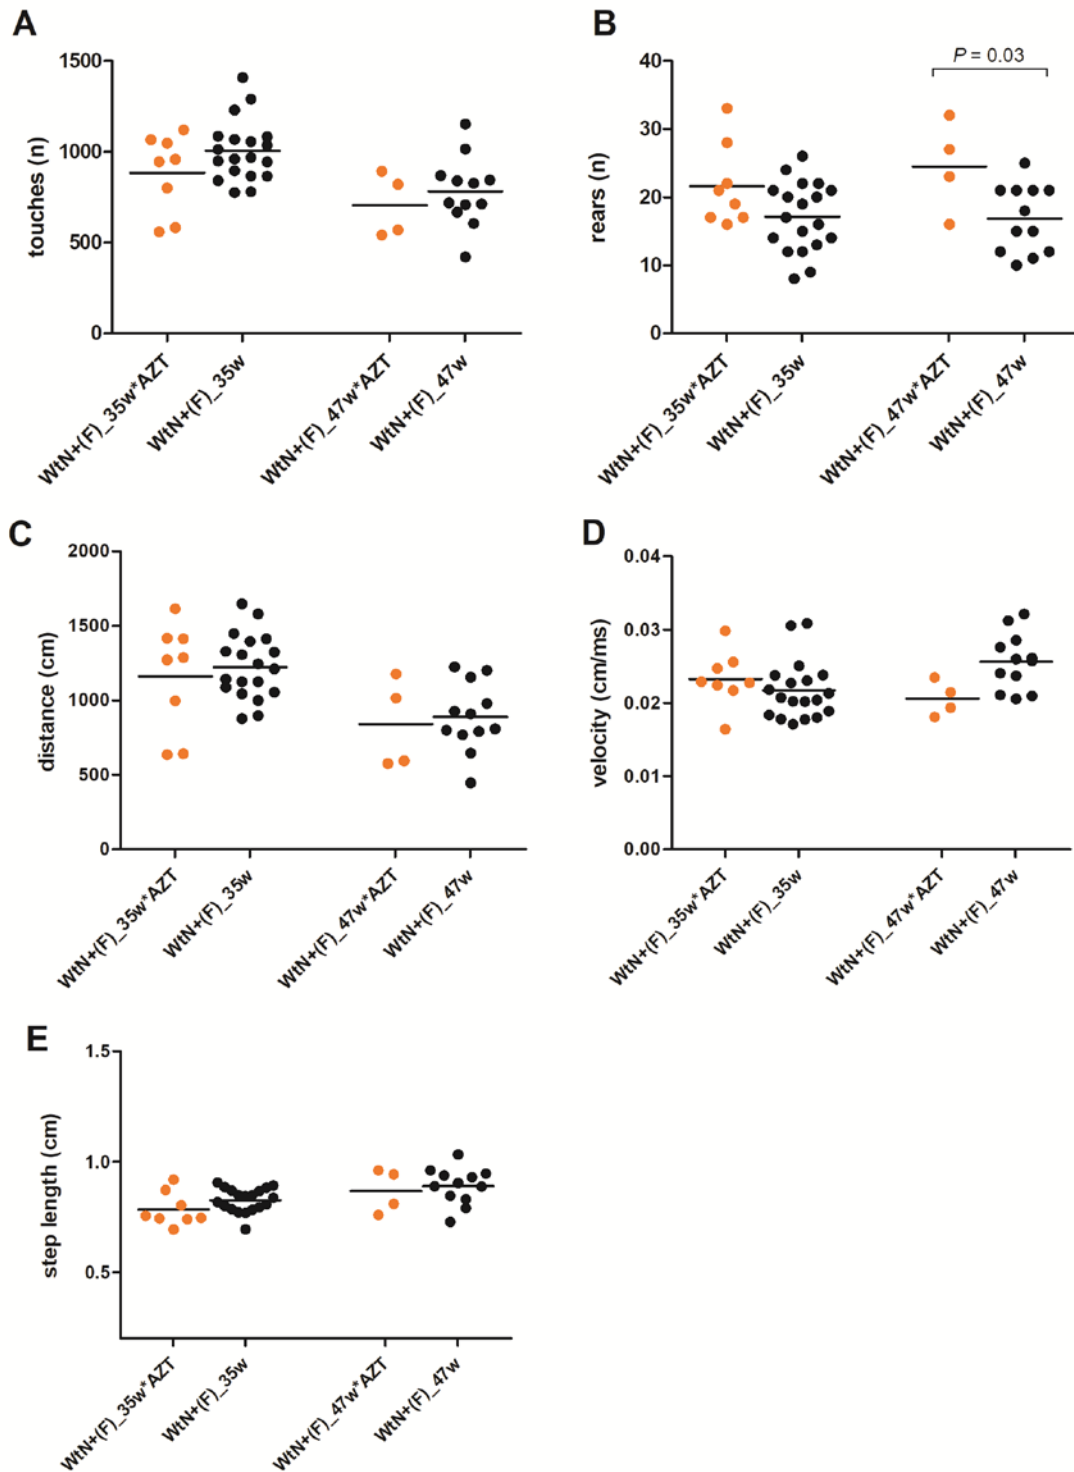 A
touches (n)
1500
1000
500
0
WtN+(F)_35w*AZT
WtN+(F)_35w
WtN+(F)_47w*AZT
WtN+(F)_47w
B
P = 0.03
rears (n)
40
30
20
10
0
WtN+(F)_35w*AZT
WtN+(F)_35w
WtN+(F)_47w*AZT
WtN+(F)_47w
C
distance (cm)
2000
1500
1000
500
0
WtN+(F)_35w*AZT
WtN+(F)_35w
WtN+(F)_47w*AZT
WtN+(F)_47w
D
velocity (cm/ms)
0.04
0.03
0.02
0.01
0.00
WtN+(F)_35w*AZT
WtN+(F)_35w
WtN+(F)_47w*AZT
WtN+(F)_47w
E
step length (cm)
1.5
1.0
0.5
WtN+(F)_35w*AZT
WtN+(F)_35w
WtN+(F)_47w*AZT
WtN+(F)_47w